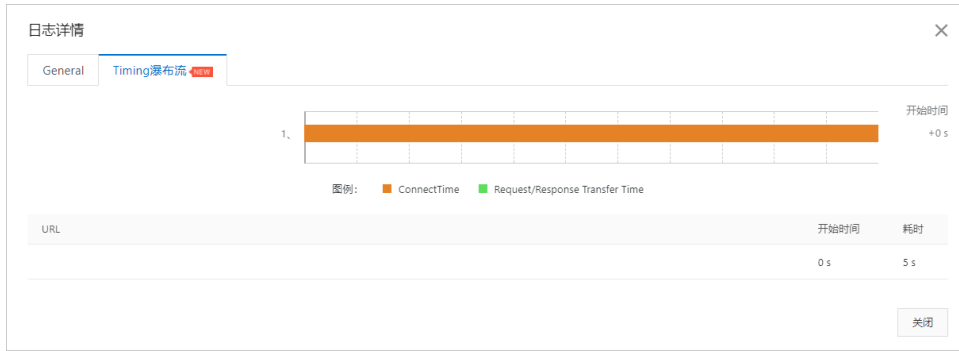 日志详情
General Timing瀑布流 NEW
开始时间
1、 +0 s
图例： ConnectTime Request/Response Transfer Time
URL 开始时间 耗时
0 s 5 s
关闭